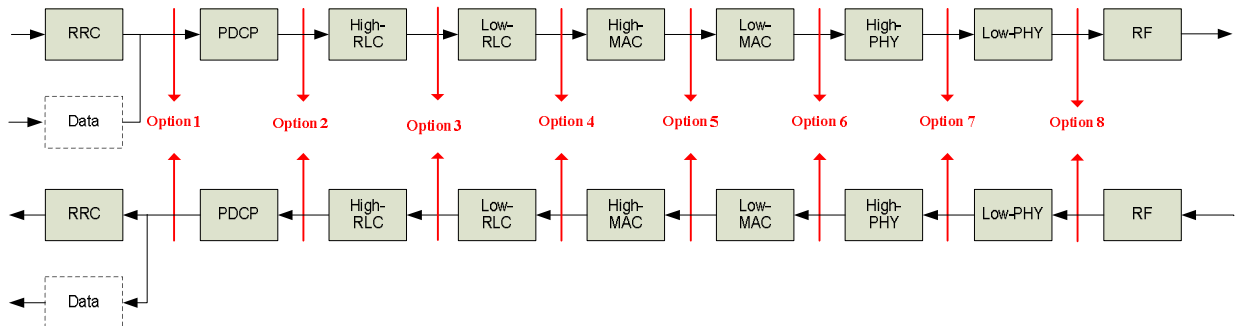 RRC
PDCP
High-
RLC
Low-
RLC
High-
MAC
Low-
MAC
High-
PHY
Low-PHY
RF
Data
Option 1
Option 2
Option 3
Option 4
Option 5
Option 6
Option 7
Option 8
RRC
PDCP
High-
RLC
Low-
RLC
High-
MAC
Low-
MAC
High-
PHY
Low-PHY
RF
Data